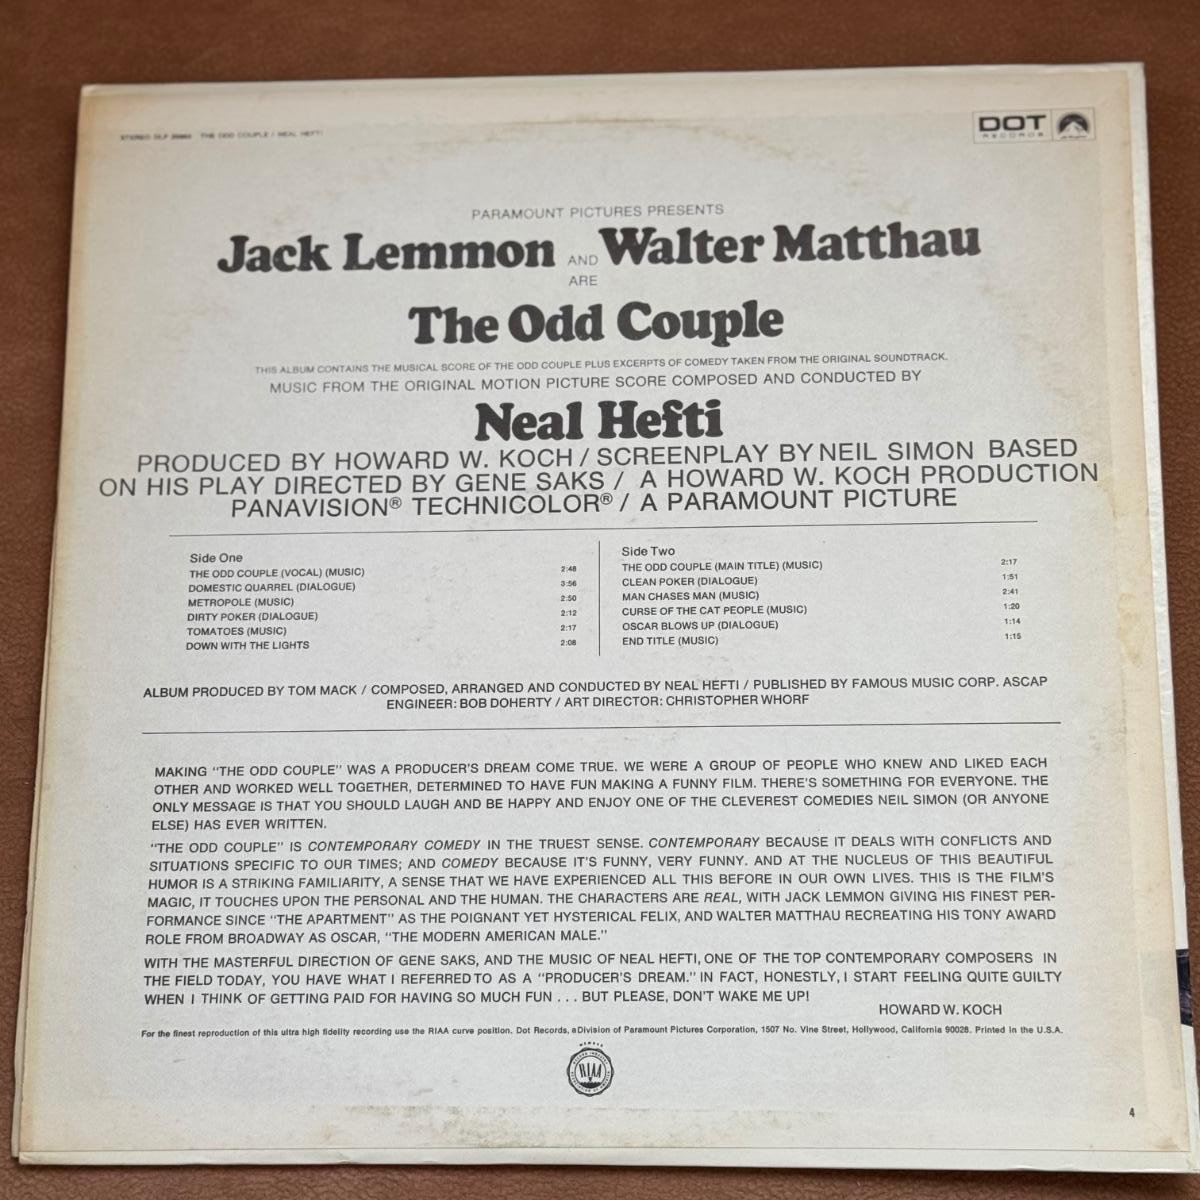 STEREO DLP 25862 THE ODD COUPLE / NEAL HEFTI
DOT
RECORDS
PARAMOUNT PICTURES PRESENTS
Jack Lemmon AND Walter Matthau
ARE
The Odd Couple
THIS ALBUM CONTAINS THE MUSICAL SCORE OF THE ODD COUPLE PLUS EXCERPTS OF COMEDY TAKEN FROM THE ORIGINAL SOUNDTRACK.
MUSIC FROM THE ORIGINAL MOTION PICTURE SCORE COMPOSED AND CONDUCTED BY
Neal Hefti
PRODUCED BY HOWARD W. KOCH / SCREENPLAY BY NEIL SIMON BASED
ON HIS PLAY DIRECTED BY GENE SAKS / A HOWARD W. KOCH PRODUCTION
PANAVISION® TECHNICOLOR® / A PARAMOUNT PICTURE
Side One
THE ODD COUPLE (VOCAL) (MUSIC) 2:48
DOMESTIC QUARREL (DIALOGUE) 3:56
METROPOLE (MUSIC) 2:50
DIRTY POKER (DIALOGUE) 2:12
TOMATOES (MUSIC) 2:17
DOWN WITH THE LIGHTS 2:08
Side Two
THE ODD COUPLE (MAIN TITLE) (MUSIC) 2:17
CLEAN POKER (DIALOGUE) 1:51
MAN CHASES MAN (MUSIC) 2:41
CURSE OF THE CAT PEOPLE (MUSIC) 1:20
OSCAR BLOWS UP (DIALOGUE) 1:14
END TITLE (MUSIC) 1:15
ALBUM PRODUCED BY TOM MACK / COMPOSED, ARRANGED AND CONDUCTED BY NEAL HEFTI / PUBLISHED BY FAMOUS MUSIC CORP. ASCAP
ENGINEER: BOB DOHERTY / ART DIRECTOR: CHRISTOPHER WHORF
MAKING "THE ODD COUPLE" WAS A PRODUCER'S DREAM COME TRUE. WE WERE A GROUP OF PEOPLE WHO KNEW AND LIKED EACH
OTHER AND WORKED WELL TOGETHER, DETERMINED TO HAVE FUN MAKING A FUNNY FILM. THERE'S SOMETHING FOR EVERYONE. THE
ONLY MESSAGE IS THAT YOU SHOULD LAUGH AND BE HAPPY AND ENJOY ONE OF THE CLEVEREST COMEDIES NEIL SIMON (OR ANYONE
ELSE) HAS EVER WRITTEN.
"THE ODD COUPLE" IS CONTEMPORARY COMEDY IN THE TRUEST SENSE. CONTEMPORARY BECAUSE IT DEALS WITH CONFLICTS AND
SITUATIONS SPECIFIC TO OUR TIMES; AND COMEDY BECAUSE IT'S FUNNY, VERY FUNNY. AND AT THE NUCLEUS OF THIS BEAUTIFUL
HUMOR IS A STRIKING FAMILIARITY, A SENSE THAT WE HAVE EXPERIENCED ALL THIS BEFORE IN OUR OWN LIVES. THIS IS THE FILM'S
MAGIC, IT TOUCHES UPON THE PERSONAL AND THE HUMAN. THE CHARACTERS ARE REAL, WITH JACK LEMMON GIVING HIS FINEST PER-
FORMANCE SINCE "THE APARTMENT" AS THE POIGNANT YET HYSTERICAL FELIX, AND WALTER MATTHAU RECREATING HIS TONY AWARD
ROLE FROM BROADWAY AS OSCAR, "THE MODERN AMERICAN MALE."
WITH THE MASTERFUL DIRECTION OF GENE SAKS, AND THE MUSIC OF NEAL HEFTI, ONE OF THE TOP CONTEMPORARY COMPOSERS IN
THE FIELD TODAY, YOU HAVE WHAT I REFERRED TO AS A "PRODUCER'S DREAM." IN FACT, HONESTLY, I START FEELING QUITE GUILTY
WHEN I THINK OF GETTING PAID FOR HAVING SO MUCH FUN . . . BUT PLEASE, DON'T WAKE ME UP!
HOWARD W. KOCH
For the finest reproduction of this ultra high fidelity recording use the RIAA curve position. Dot Records, a Division of Paramount Pictures Corporation, 1507 No. Vine Street, Hollywood, California 90028. Printed in the U.S.A.
MEMBER
RIAA
4